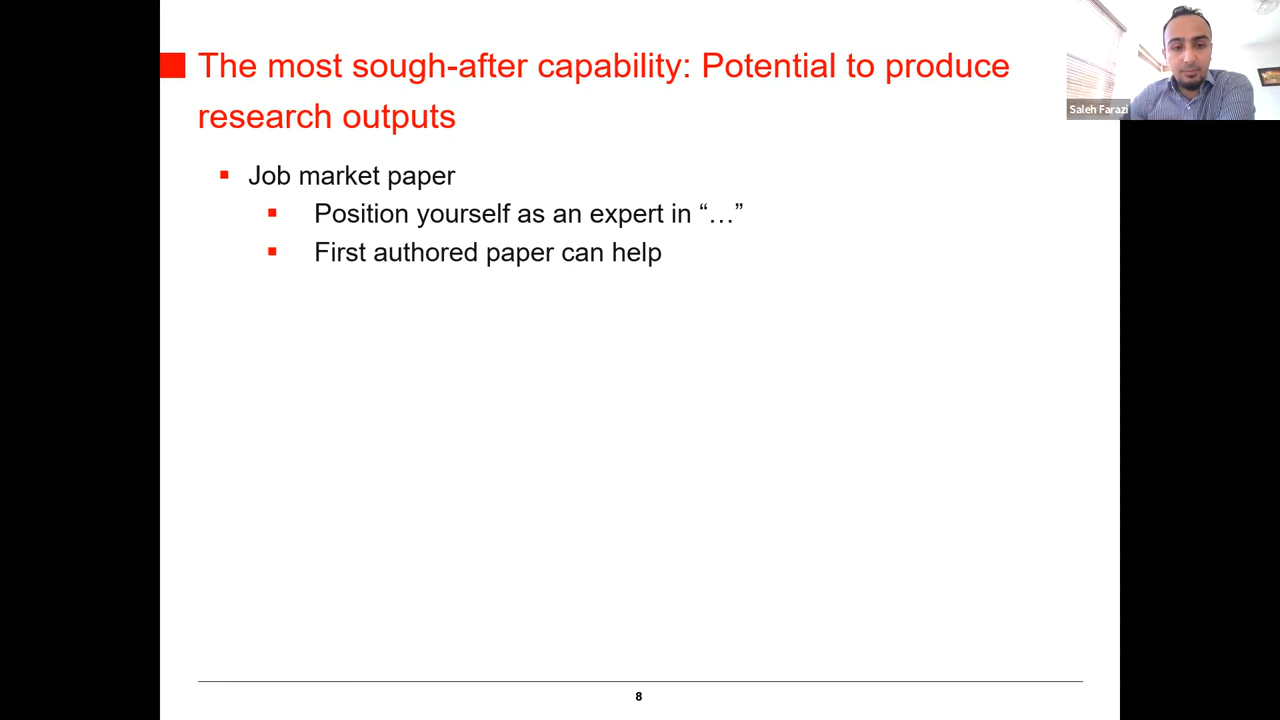 The most sough-after capability: Potential to produce
research outputs
Saleh Farazi
Job market paper
Position yourself as an expert in “…”
First authored paper can help
8